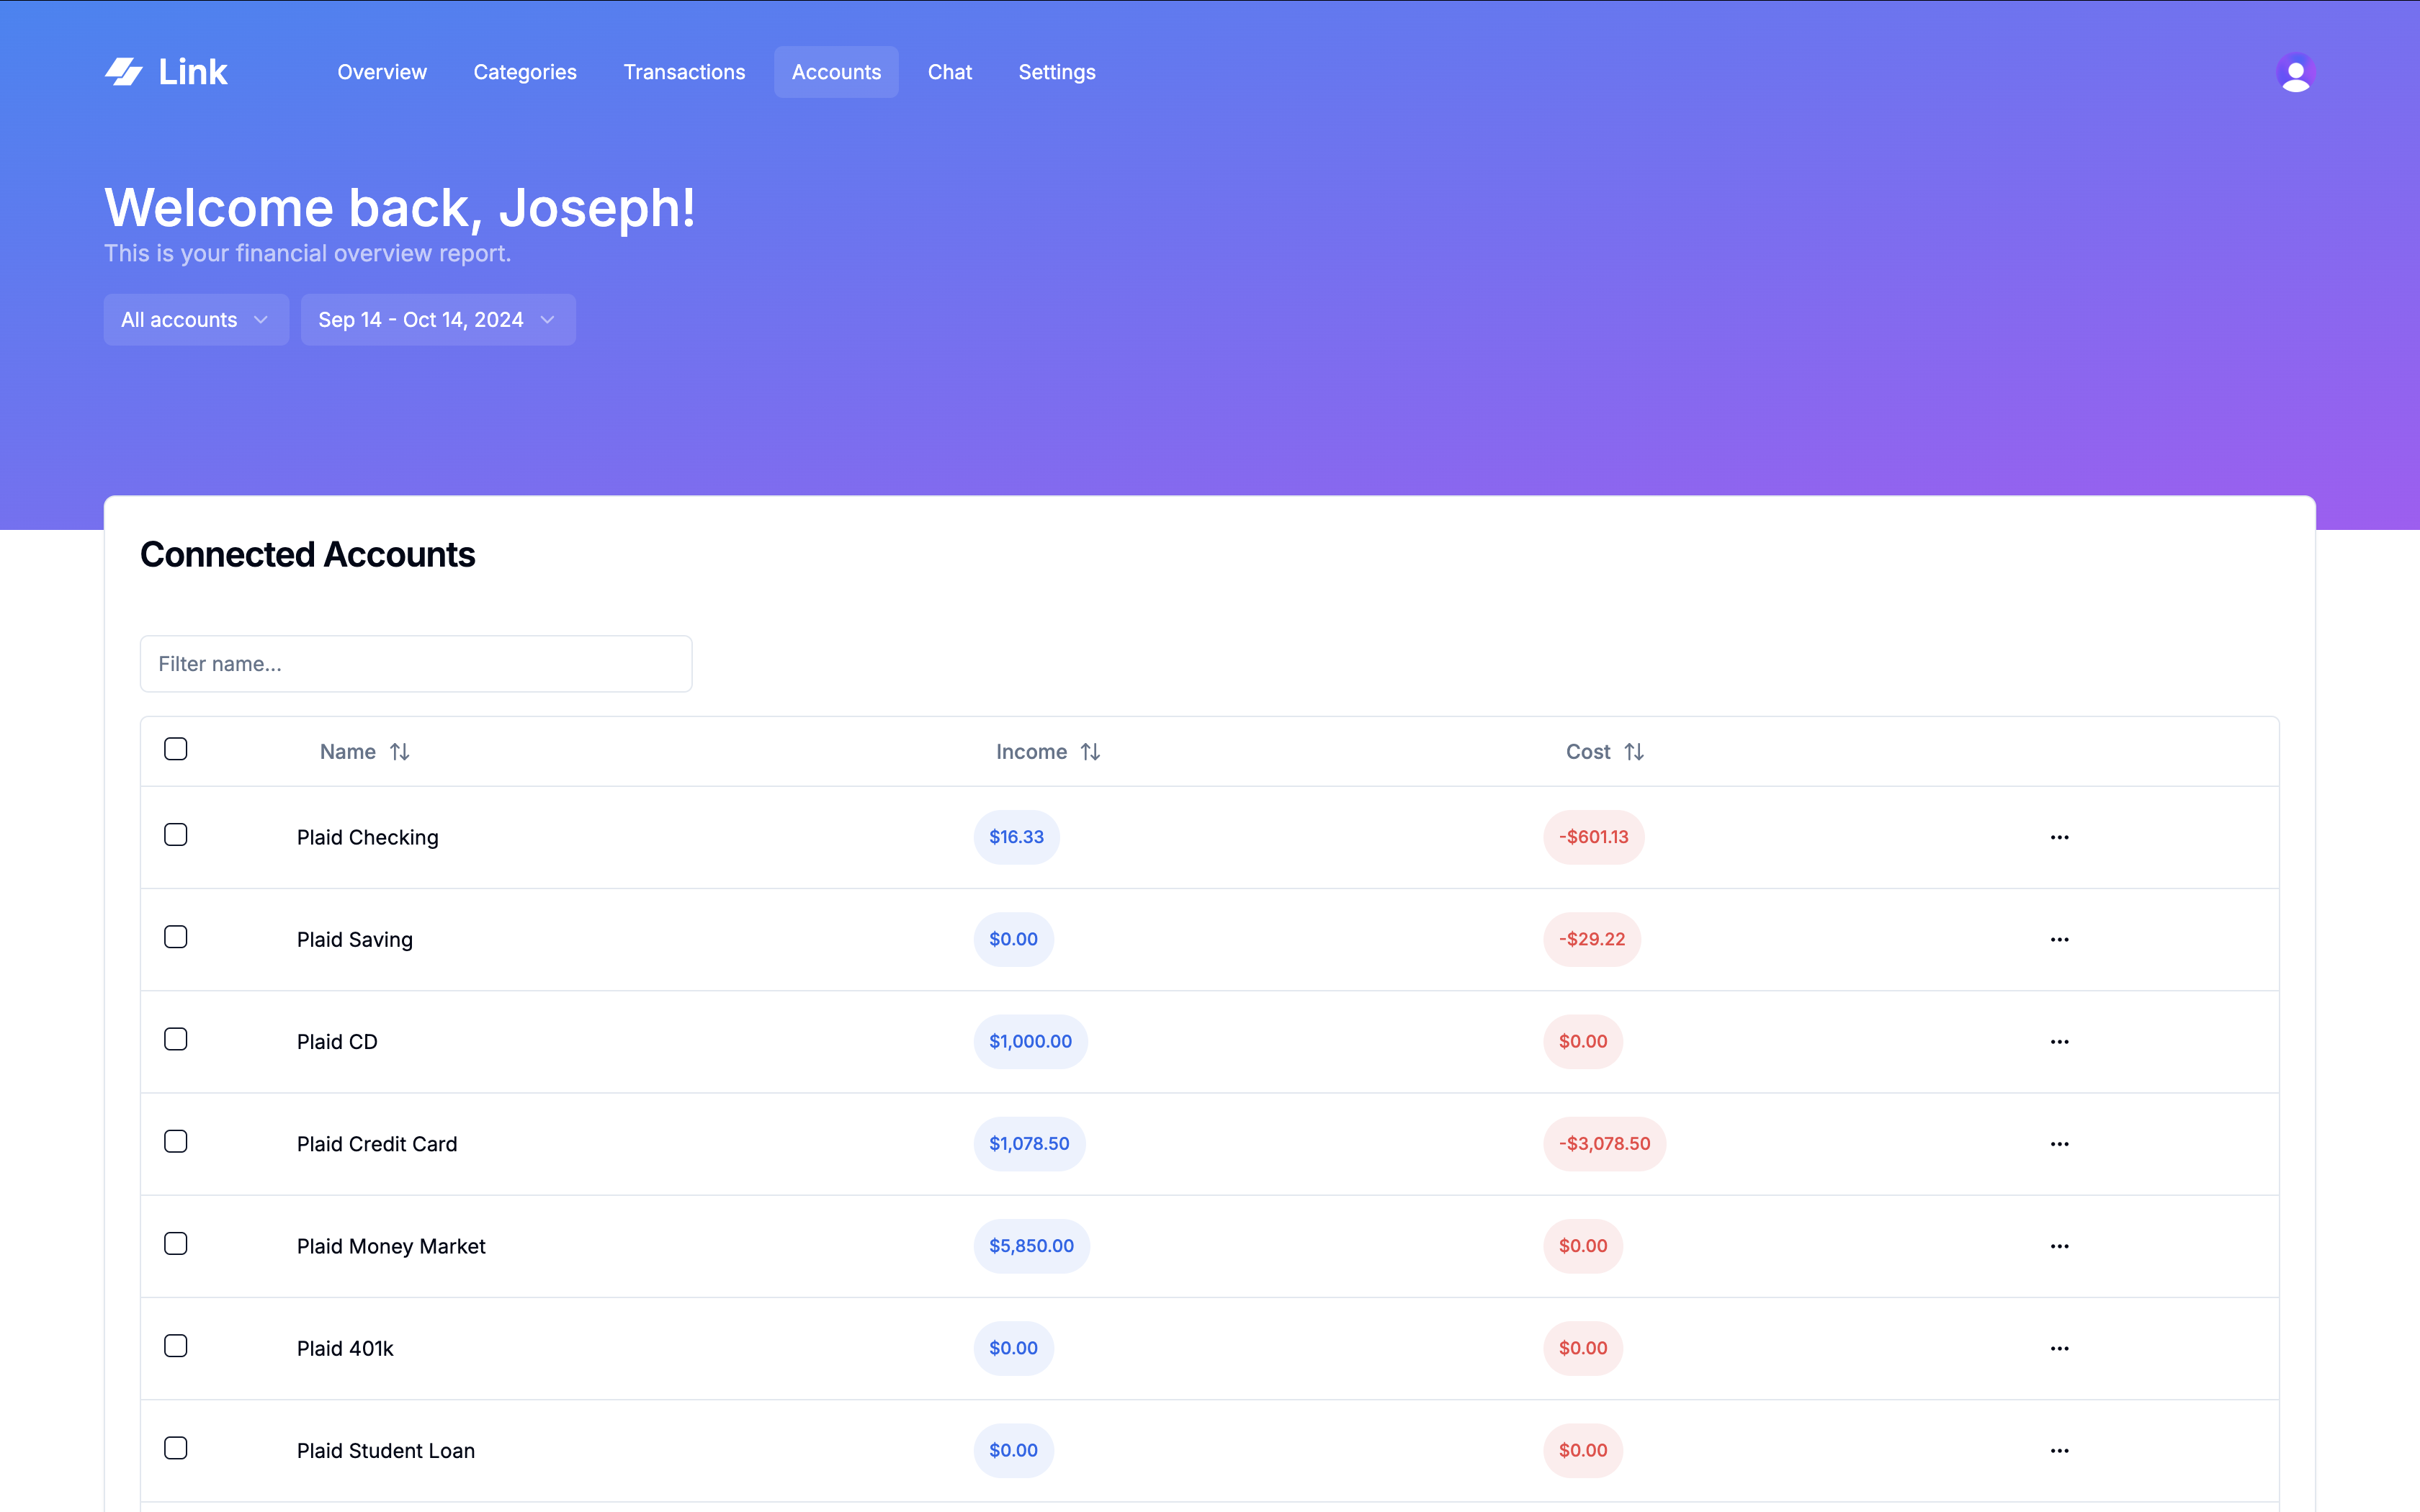 Link Overview Categories Transactions Accounts Chat Settings
Welcome back, Joseph!
This is your financial overview report.
All accounts Sep 14 - Oct 14, 2024
Connected Accounts
Filter name...
Name Income Cost
Plaid Checking $16.33 -$601.13
Plaid Saving $0.00 -$29.22
Plaid CD $1,000.00 $0.00
Plaid Credit Card $1,078.50 -$3,078.50
Plaid Money Market $5,850.00 $0.00
Plaid 401k $0.00 $0.00
Plaid Student Loan $0.00 $0.00